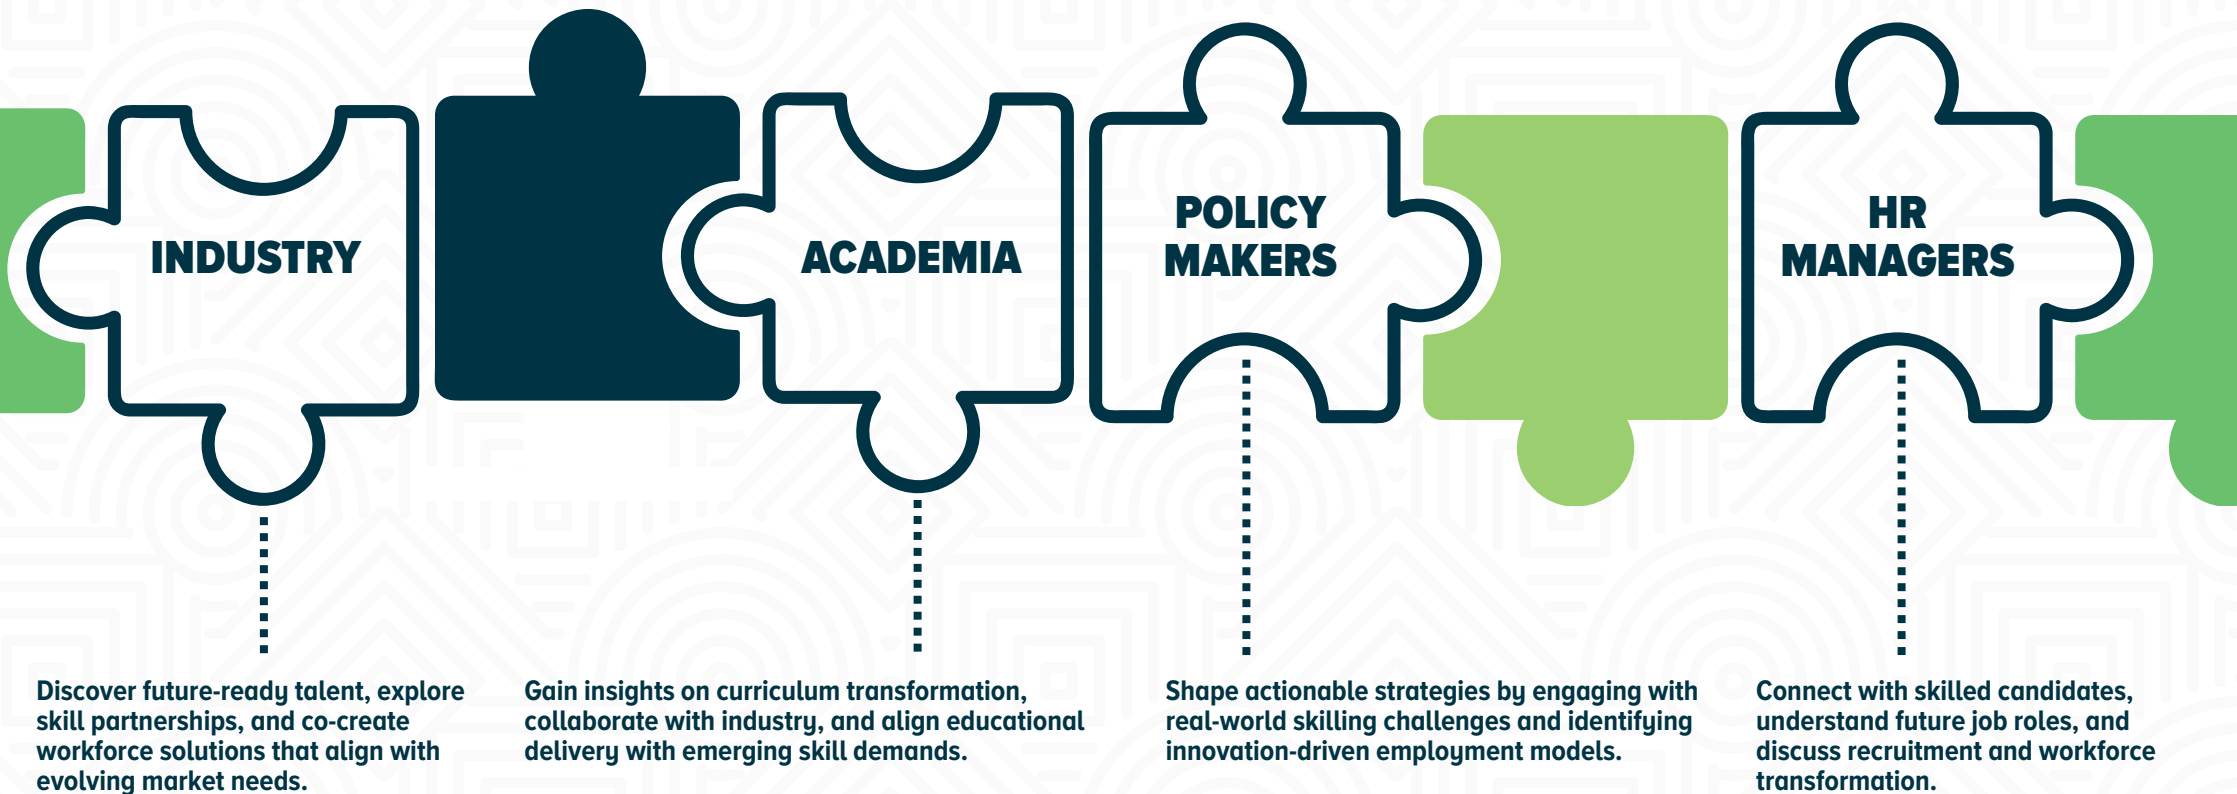 INDUSTRY
ACADEMIA
POLICY
MAKERS
HR
MANAGERS
Discover future-ready talent, explore
skill partnerships, and co-create
workforce solutions that align with
evolving market needs.
Gain insights on curriculum transformation,
collaborate with industry, and align educational
delivery with emerging skill demands.
Shape actionable strategies by engaging with
real-world skilling challenges and identifying
innovation-driven employment models.
Connect with skilled candidates,
understand future job roles, and
discuss recruitment and workforce
transformation.